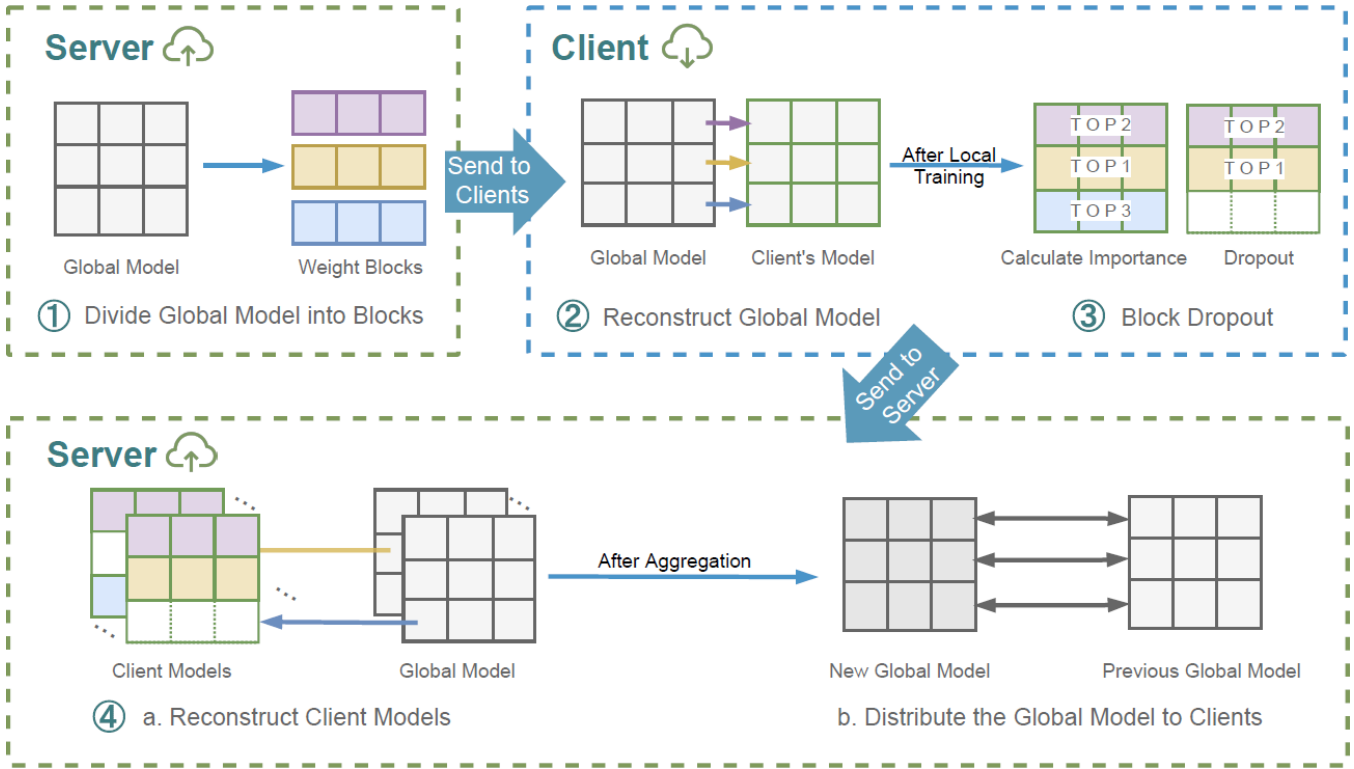 Server
Global Model
Weight Blocks
① Divide Global Model into Blocks
Send to
Clients
Client
Global Model
Client's Model
② Reconstruct Global Model
After Local
Training
TOP2
TOP1
TOP3
Calculate Importance
TOP2
TOP1
Dropout
③ Block Dropout
Send to
Server
Server
Client Models
Global Model
④ a. Reconstruct Client Models
After Aggregation
New Global Model
Previous Global Model
b. Distribute the Global Model to Clients